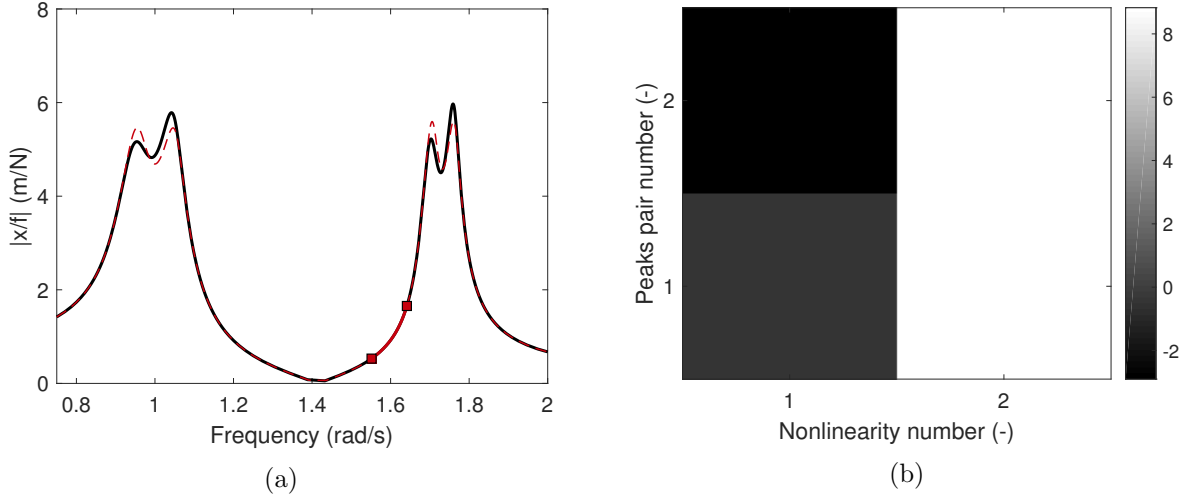 8
6
4
2
0
|x/f| (m/N)
0.8 1 1.2 1.4 1.6 1.8 2
Frequency (rad/s)
(a)
2
1
Peaks pair number (-)
1 2
Nonlinearity number (-)
8
6
4
2
0
-2
(b)